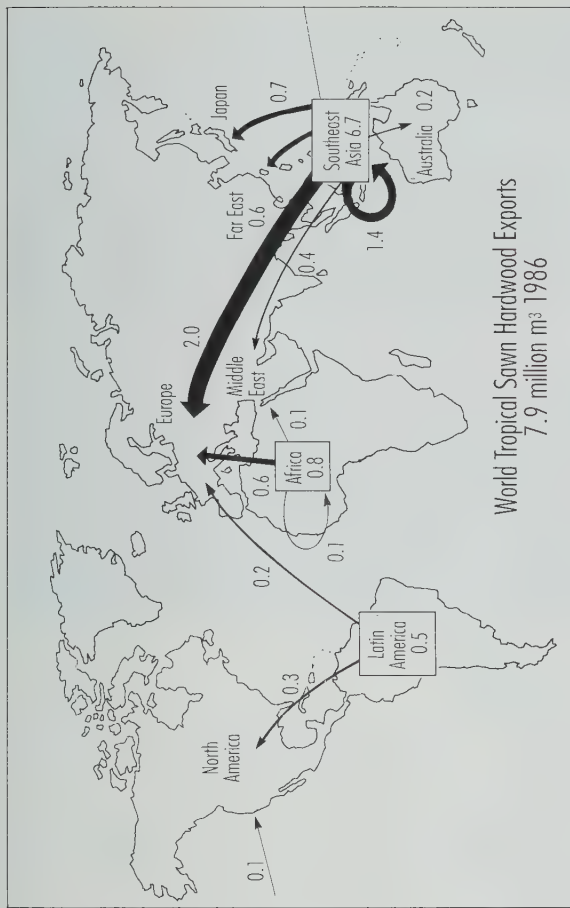 North
America
0.1
0.3
Latin
America
0.5
0.2
Europe
2.0
Africa
0.8
0.6
0.1
0.1
Middle
East
0.4
Far East
0.6
Japan
0.7
Southeast
Asia 6.7
1.4
0.2
Australia
World Tropical Sawn Hardwood Exports
7.9 million m³ 1986